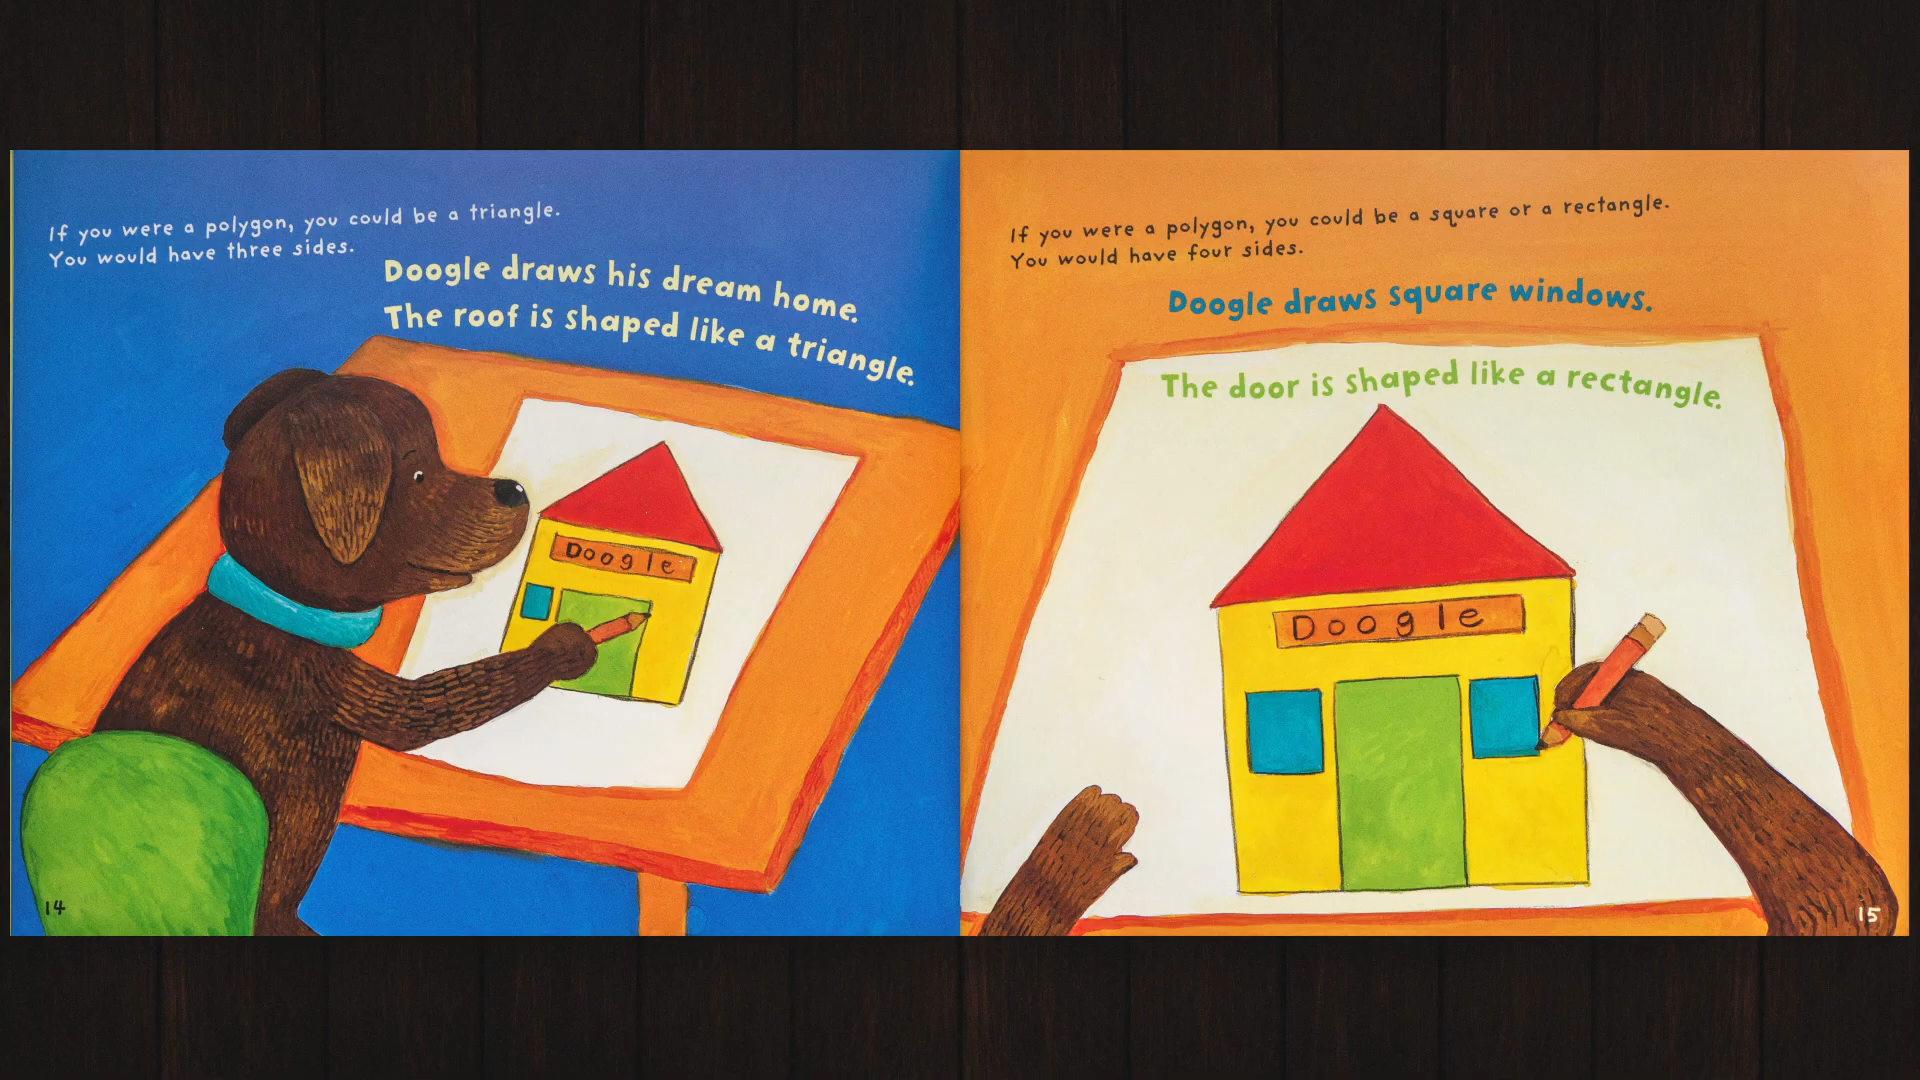 If you were a polygon, you could be a triangle.
You would have three sides.
Doogle draws his dream home.
The roof is shaped like a triangle.
Doogle
14
If you were a polygon, you could be a square or a rectangle.
You would have four sides.
Doogle draws square windows.
The door is shaped like a rectangle.
Doogle
15